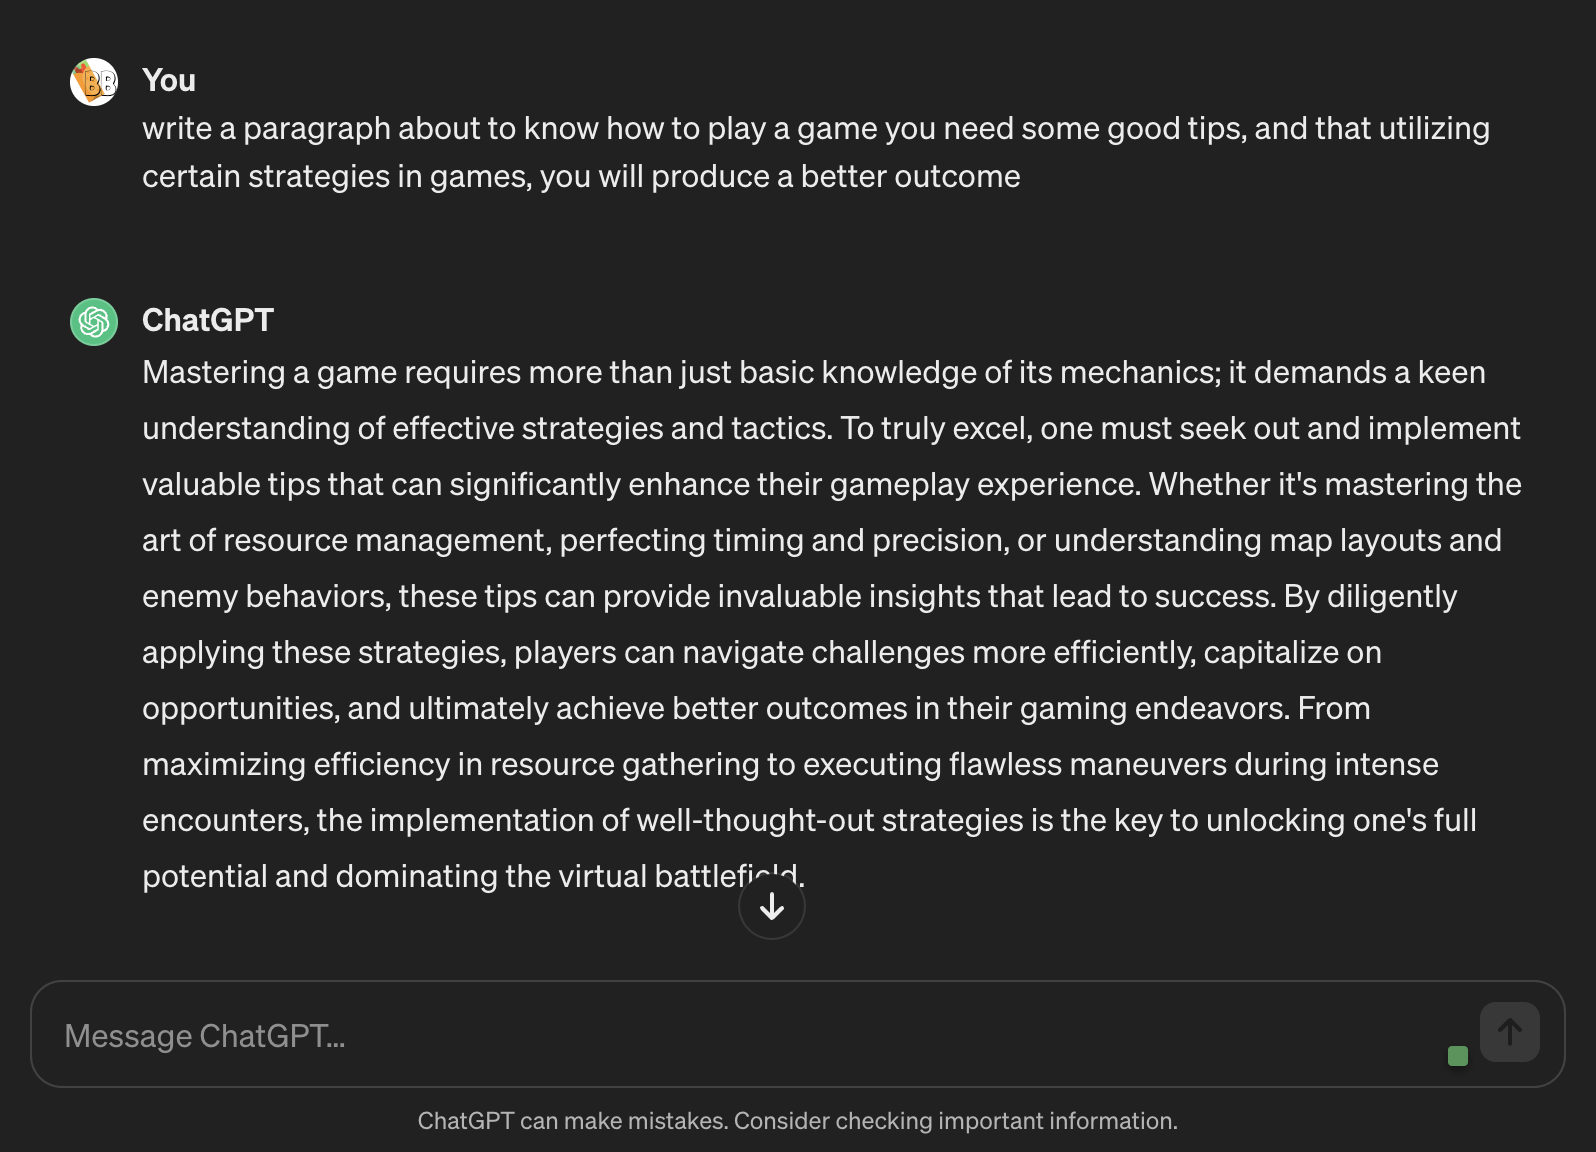 BB
You
write a paragraph about to know how to play a game you need some good tips, and that utilizing
certain strategies in games, you will produce a better outcome
ChatGPT
Mastering a game requires more than just basic knowledge of its mechanics; it demands a keen
understanding of effective strategies and tactics. To truly excel, one must seek out and implement
valuable tips that can significantly enhance their gameplay experience. Whether it's mastering the
art of resource management, perfecting timing and precision, or understanding map layouts and
enemy behaviors, these tips can provide invaluable insights that lead to success. By diligently
applying these strategies, players can navigate challenges more efficiently, capitalize on
opportunities, and ultimately achieve better outcomes in their gaming endeavors. From
maximizing efficiency in resource gathering to executing flawless maneuvers during intense
encounters, the implementation of well-thought-out strategies is the key to unlocking one's full
potential and dominating the virtual battlefield.
Message ChatGPT...
ChatGPT can make mistakes. Consider checking important information.